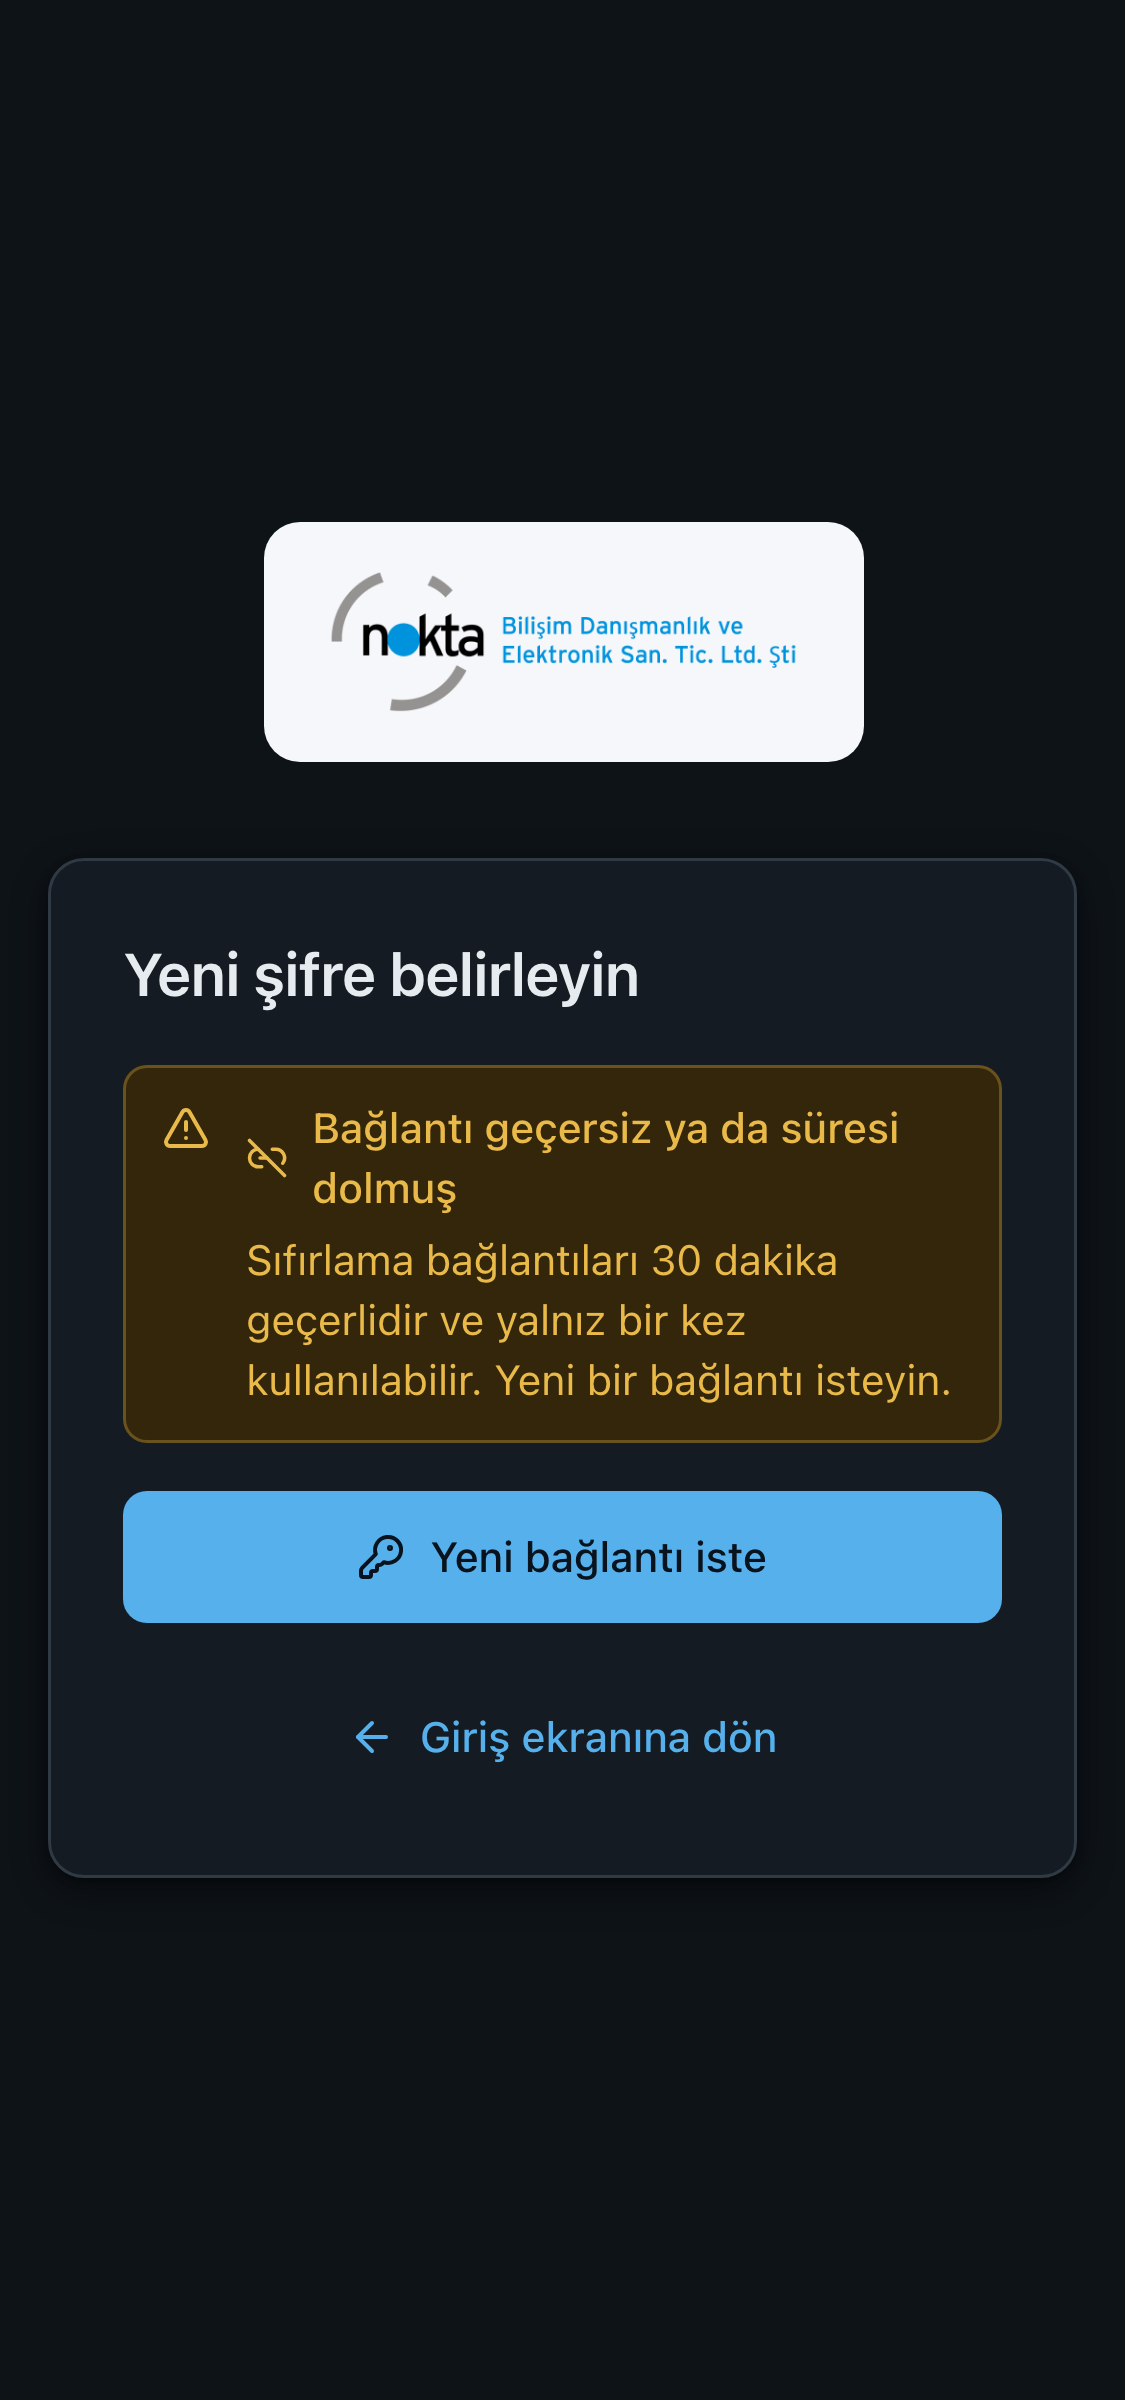 nokta
Bilişim Danışmanlık ve
Elektronik San. Tic. Ltd. Şti
Yeni şifre belirleyin
Bağlantı geçersiz ya da süresi
dolmuş
Sıfırlama bağlantıları 30 dakika
geçerlidir ve yalnız bir kez
kullanılabilir. Yeni bir bağlantı isteyin.
Yeni bağlantı iste
Giriş ekranına dön